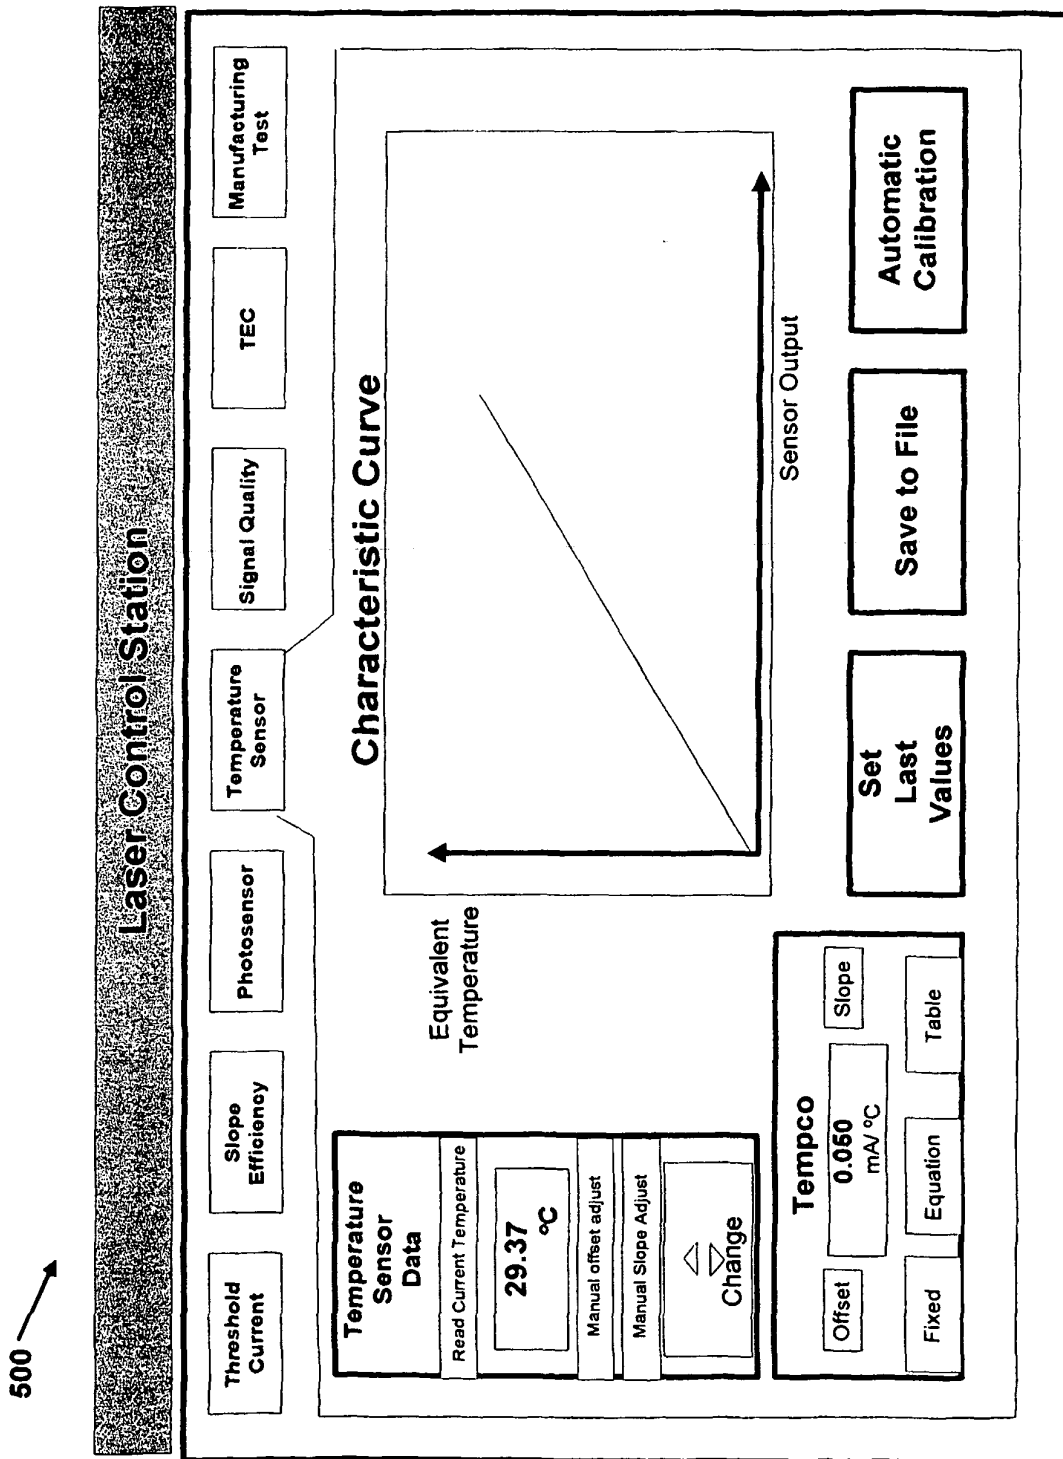 500
Laser Control Station
Threshold
Current
Slope
Efficiency
Photosensor
Temperature
Sensor
Signal Quality
TEC
Manufacturing
Test
Temperature
Sensor
Data
Read Current Temperature
29.37
ºC
Manual offset adjust
Manual Slope Adjust
Change
Equivalent
Temperature
Characteristic Curve
Sensor Output
Tempco
Offset
0.050
mA/ ºC
Slope
Fixed
Equation
Table
Set
Last
Values
Save to File
Automatic
Calibration